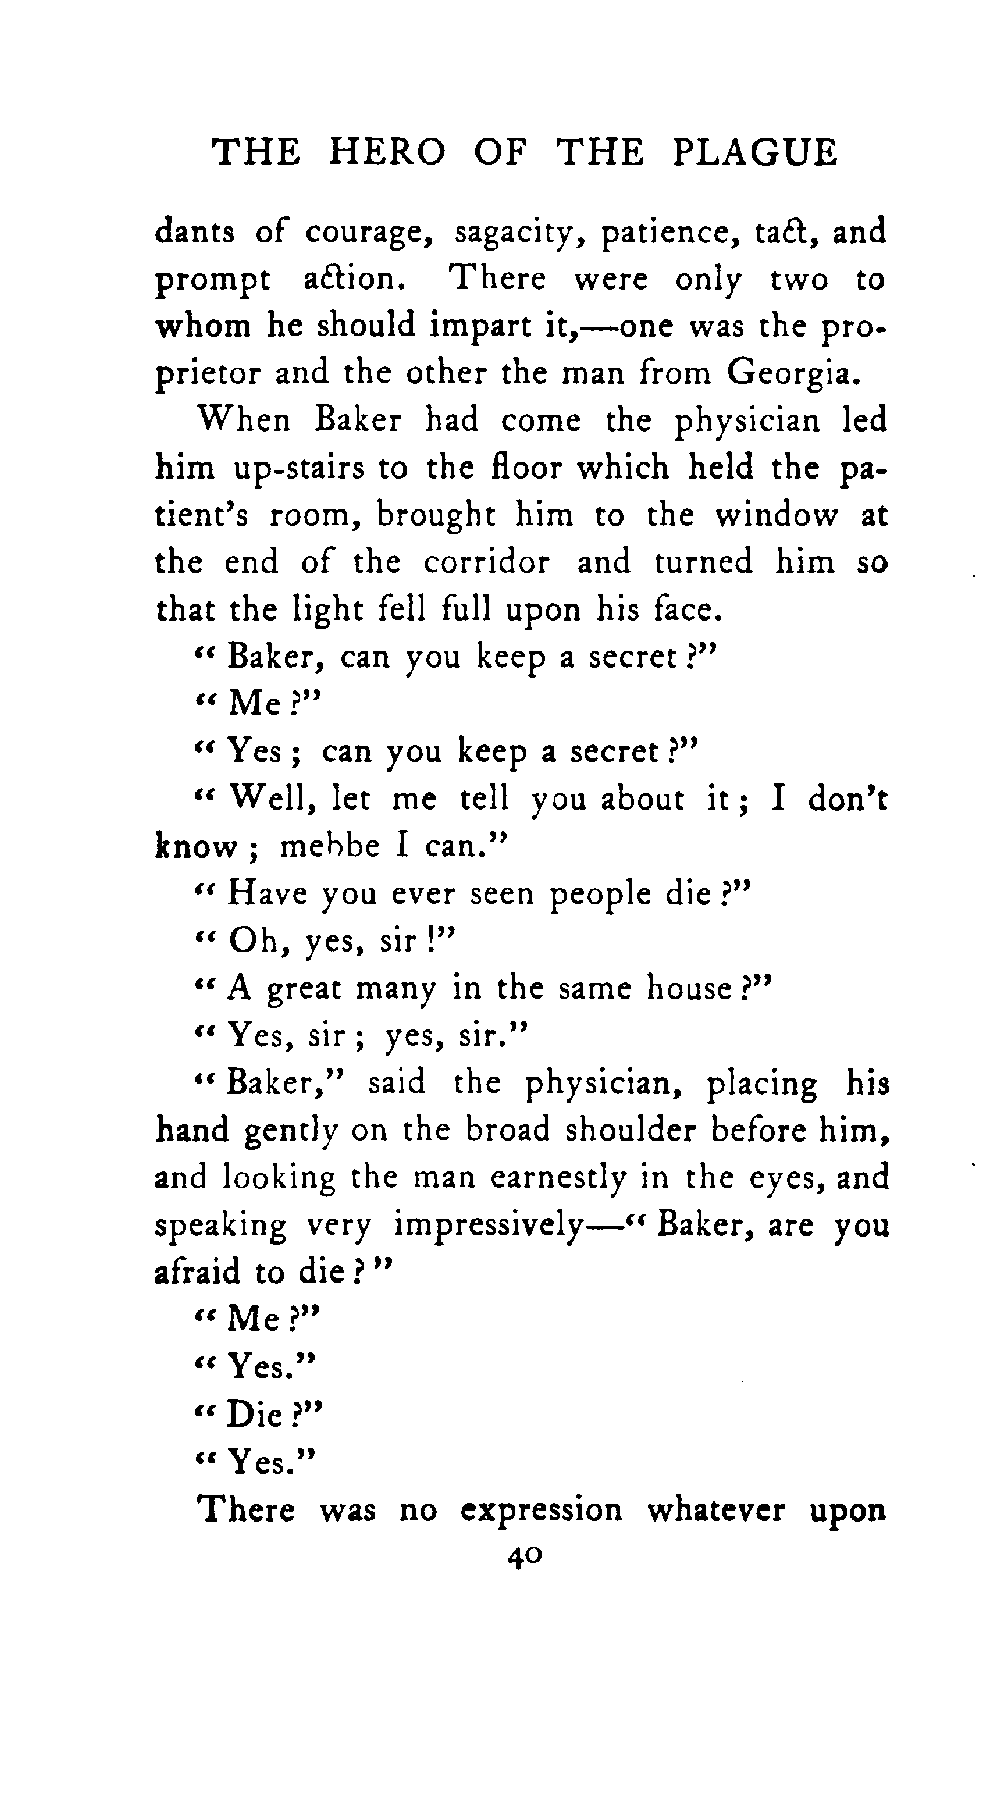 THE HERO OF THE PLAGUE
dants of courage, sagacity, patience, tact, and
prompt action. There were only two to
whom he should impart it,—one was the pro-
prietor and the other the man from Georgia.
When Baker had come the physician led
him up-stairs to the floor which held the pa-
tient's room, brought him to the window at
the end of the corridor and turned him so
that the light fell full upon his face.
“ Baker, can you keep a secret ?”
“ Me ?”
“ Yes ; can you keep a secret ?”
“ Well, let me tell you about it ; I don't
know ; mebbe I can.”
“ Have you ever seen people die ?”
“ Oh, yes, sir !”
“ A great many in the same house ?”
“ Yes, sir ; yes, sir.”
“ Baker,” said the physician, placing his
hand gently on the broad shoulder before him,
and looking the man earnestly in the eyes, and
speaking very impressively—“ Baker, are you
afraid to die ? ”
“ Me ?”
“ Yes.”
“ Die ?”
“ Yes.”
There was no expression whatever upon
40